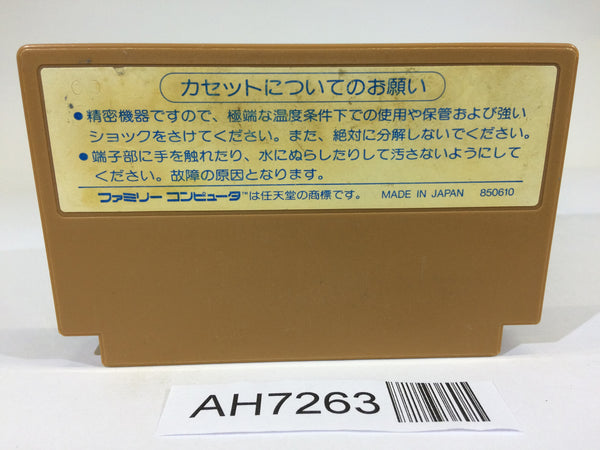 カセットについてのお願い
●精密機器ですので、極端な温度条件下での使用や保管および強い
ショックをさけてください。また、絶対に分解しないでください。
●端子部に手を触れたり、水にぬらしたりして汚さないようにして
ください。故障の原因となります。
ファミリーコンピュータ™は任天堂の商標です。 MADE IN JAPAN 850610
AH7263